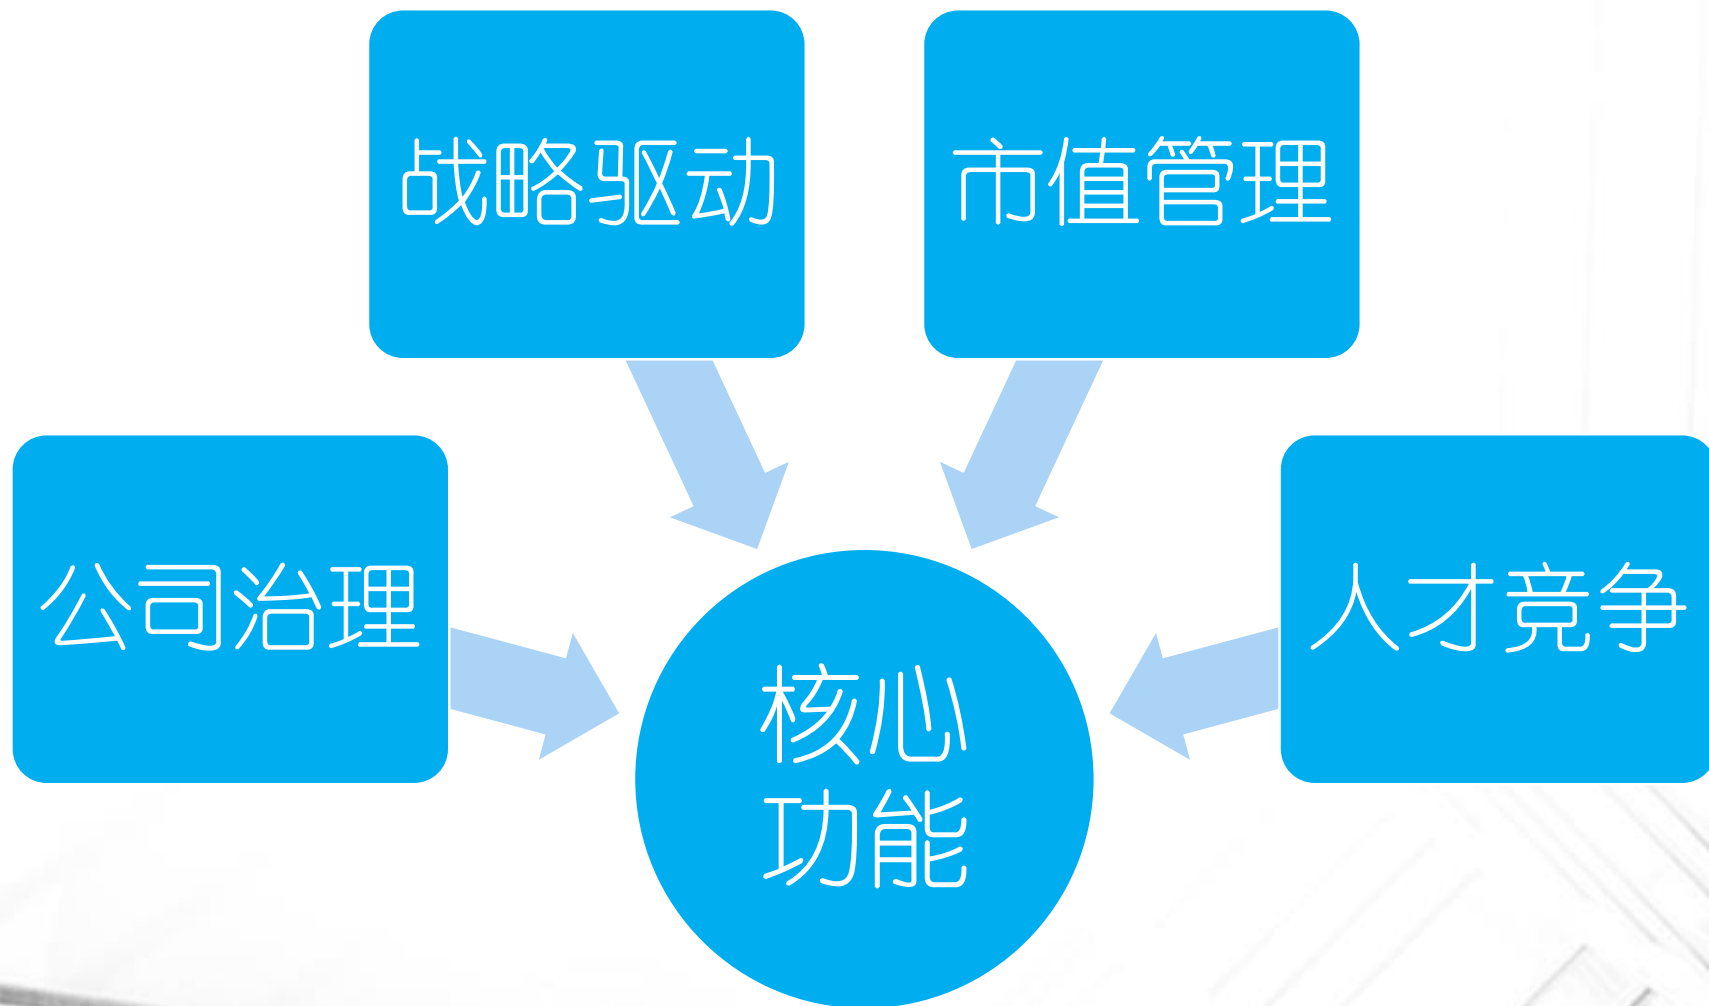 战略驱动
市值管理
公司治理
人才竞争
核心
功能